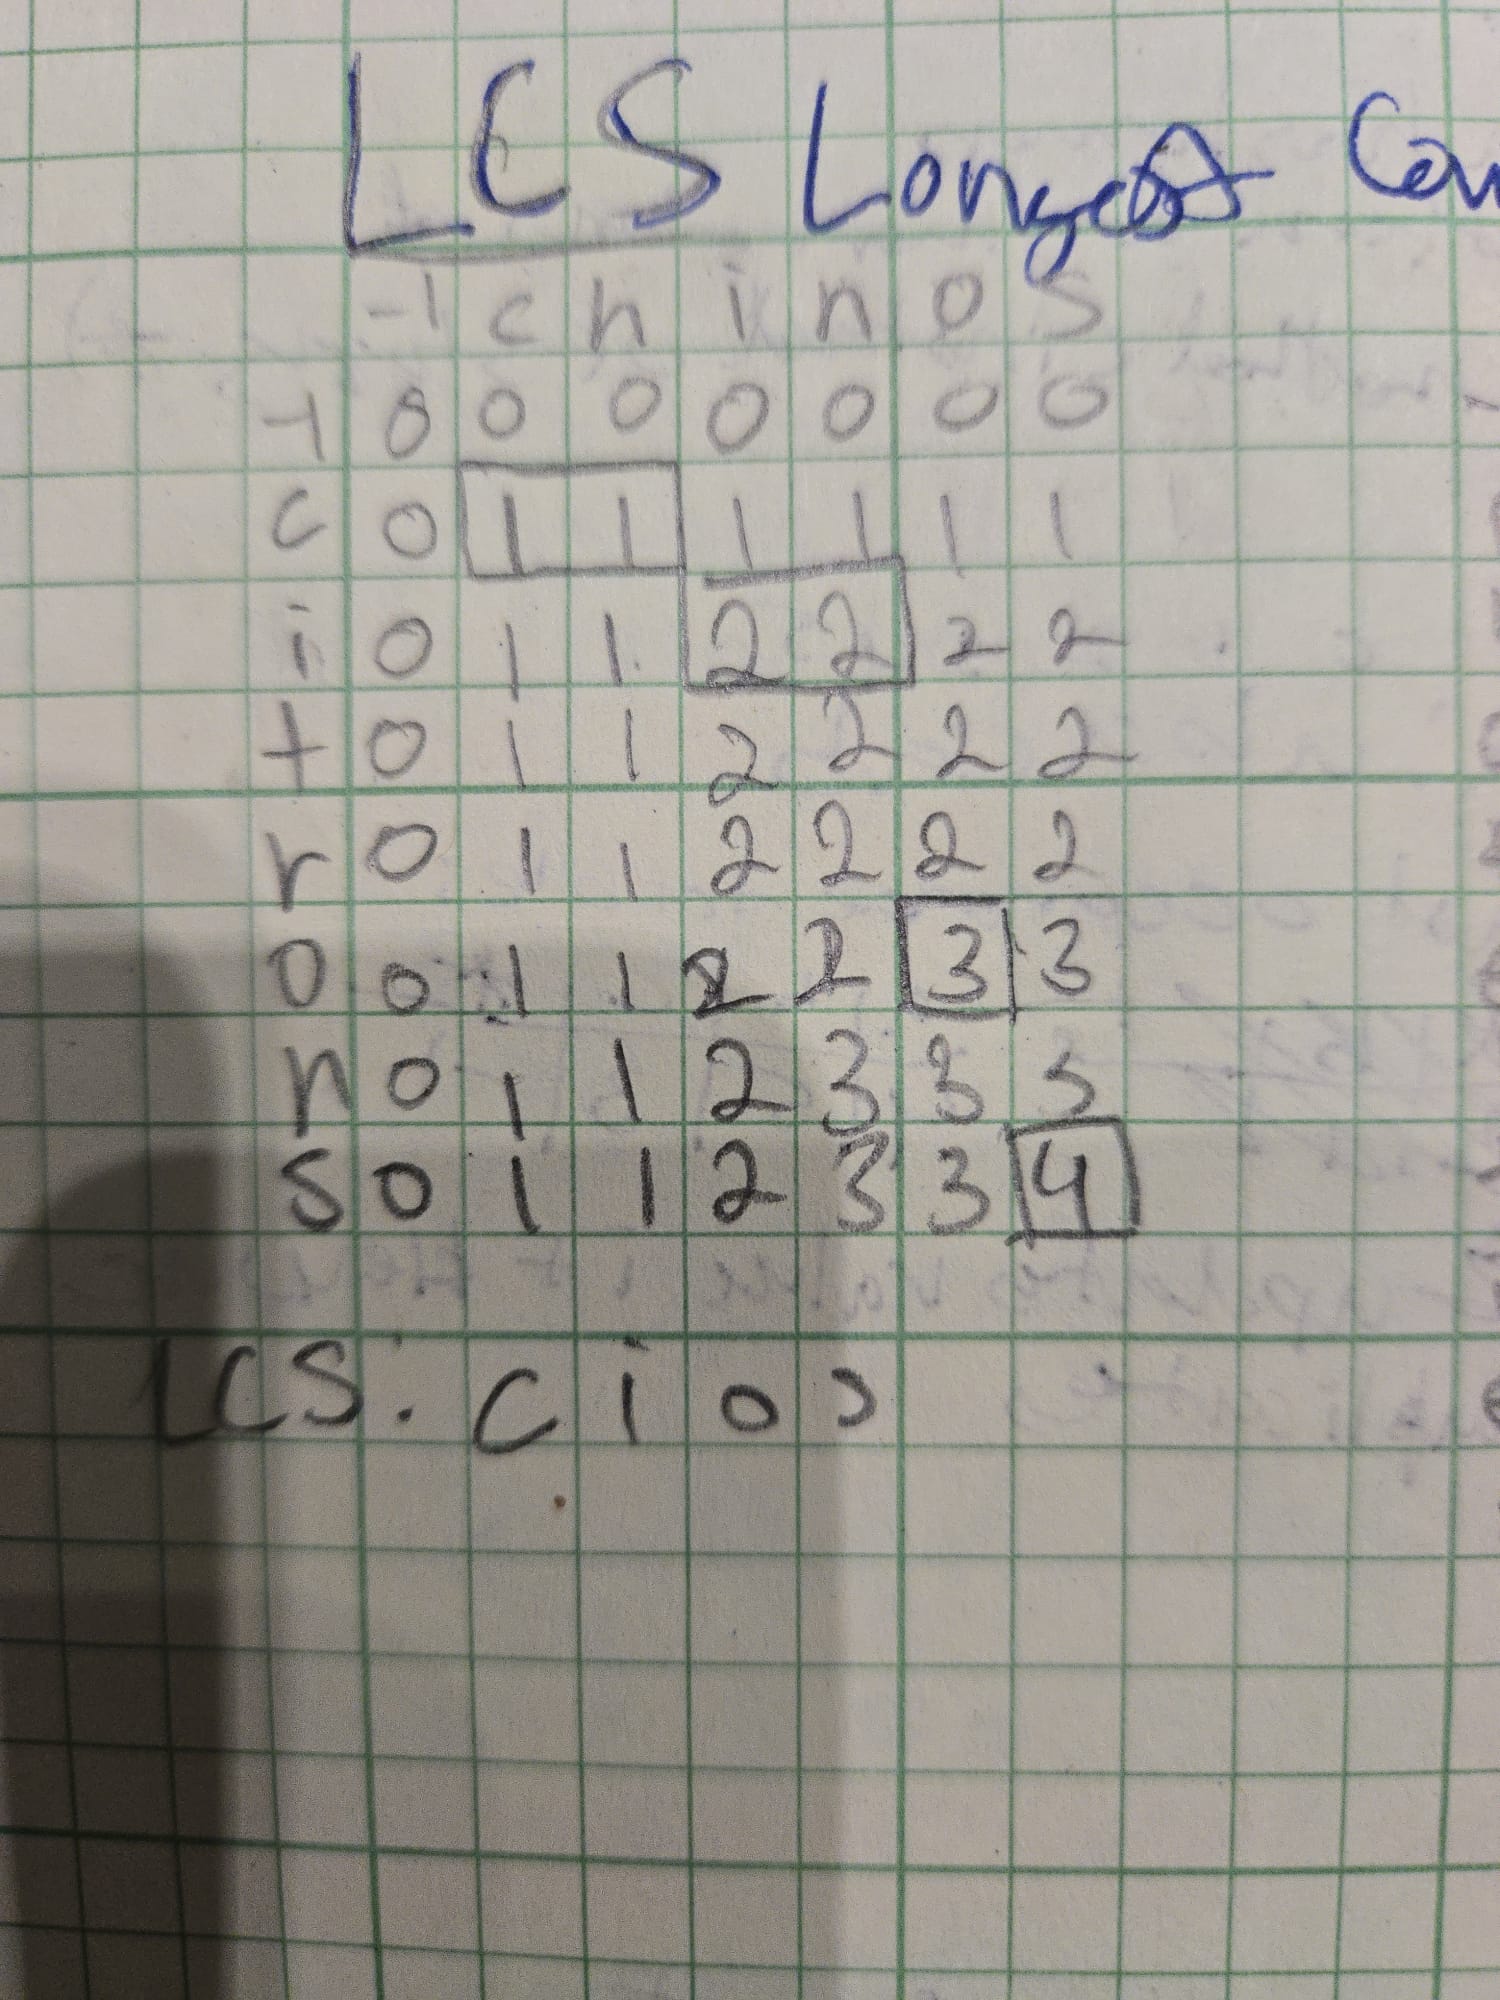 LCS Longest Com
-1 c h i n o s
-1 0 0 0 0 0 0 0
c 0 1 1 1 1 1 1
i 0 1 1 2 2 2 2
t 0 1 1 2 2 2 2
r 0 1 1 2 2 2 2
o 0 1 1 2 2 3 3
n 0 1 1 2 3 3 3
s 0 1 1 2 3 3 4
LCS: c i o s